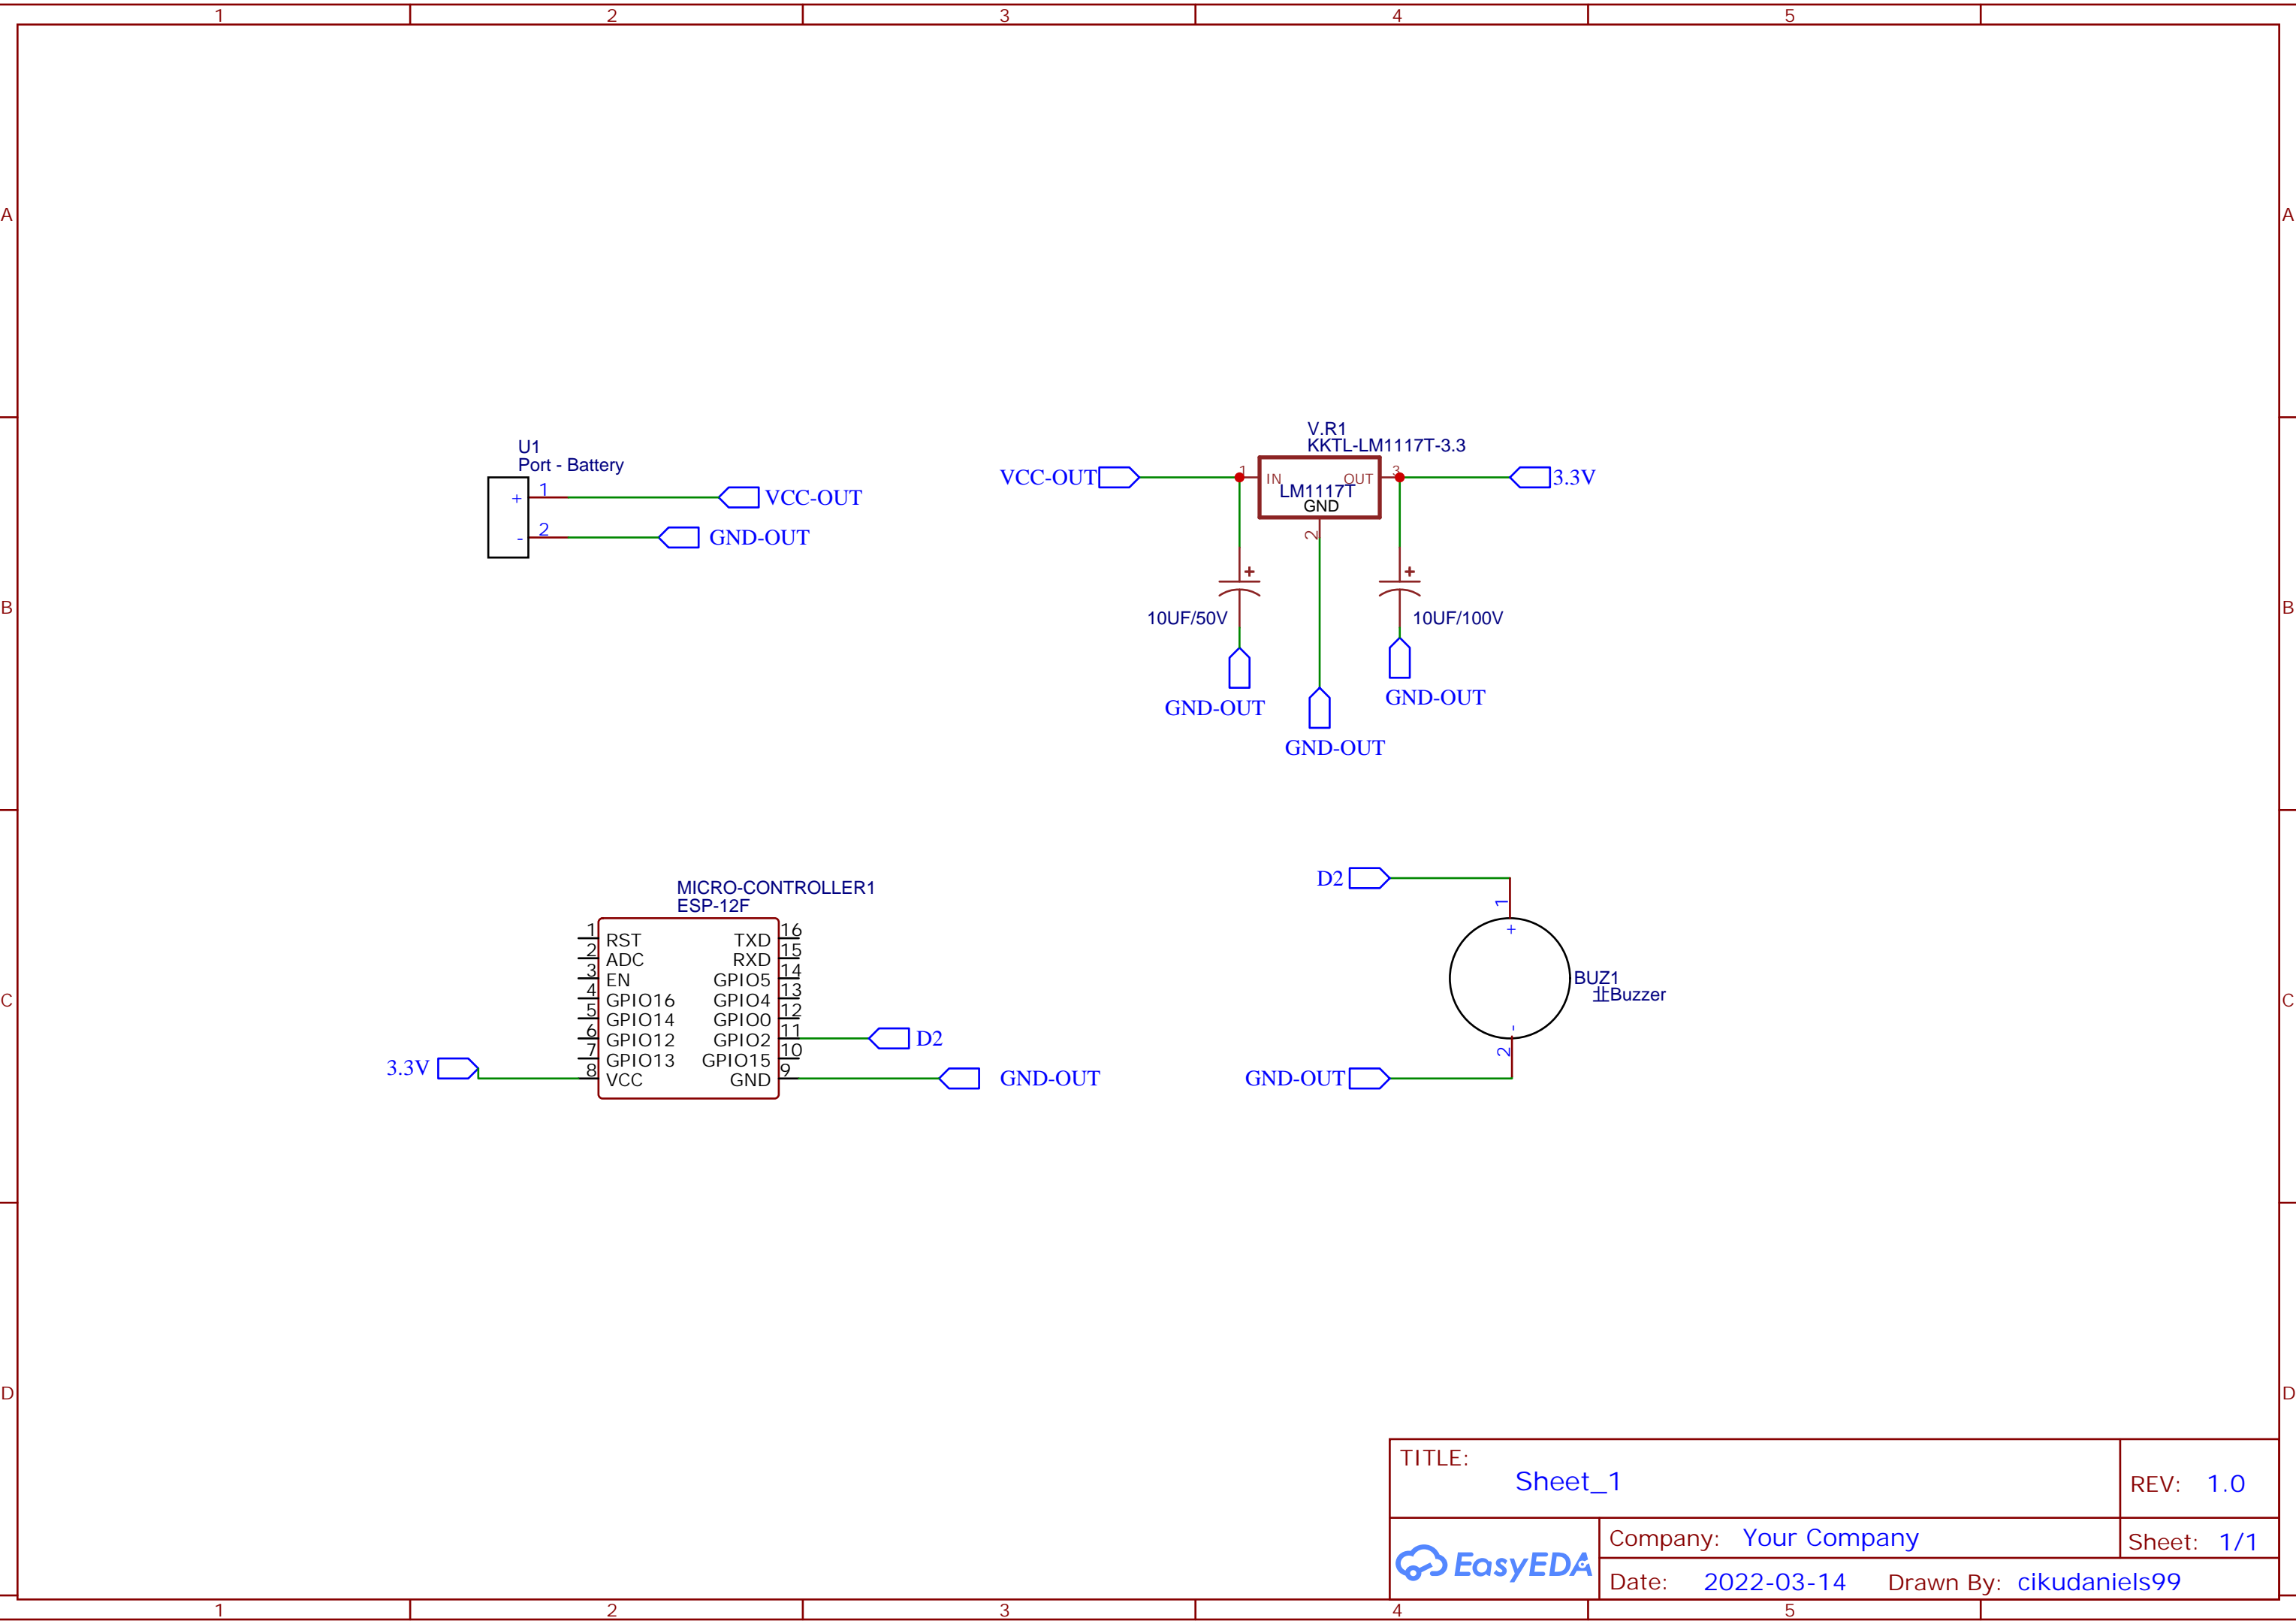 1 2 3 4 5
A A
U1
Port - Battery
+ 1 VCC-OUT
- 2 GND-OUT
V.R1
KKTL-LM1117T-3.3
VCC-OUT 1 IN OUT 3 3.3V
LM1117T
GND
2
+ +
10UF/50V 10UF/100V
GND-OUT
GND-OUT
GND-OUT
B B
MICRO-CONTROLLER1
ESP-12F
1 RST TXD 16
2 ADC RXD 15
3 EN GPIO5 14
4 GPIO16 GPIO4 13
5 GPIO14 GPIO0 12
6 GPIO12 GPIO2 11 D2
7 GPIO13 GPIO15 10
3.3V 8 VCC GND 9 GND-OUT
D2
1
+
BUZ1
Buzzer
-
2
GND-OUT
C C
D D
TITLE:
Sheet_1
REV: 1.0
EasyEDA
Company: Your Company
Sheet: 1/1
Date: 2022-03-14 Drawn By: cikudaniels99
1 2 3 4 5